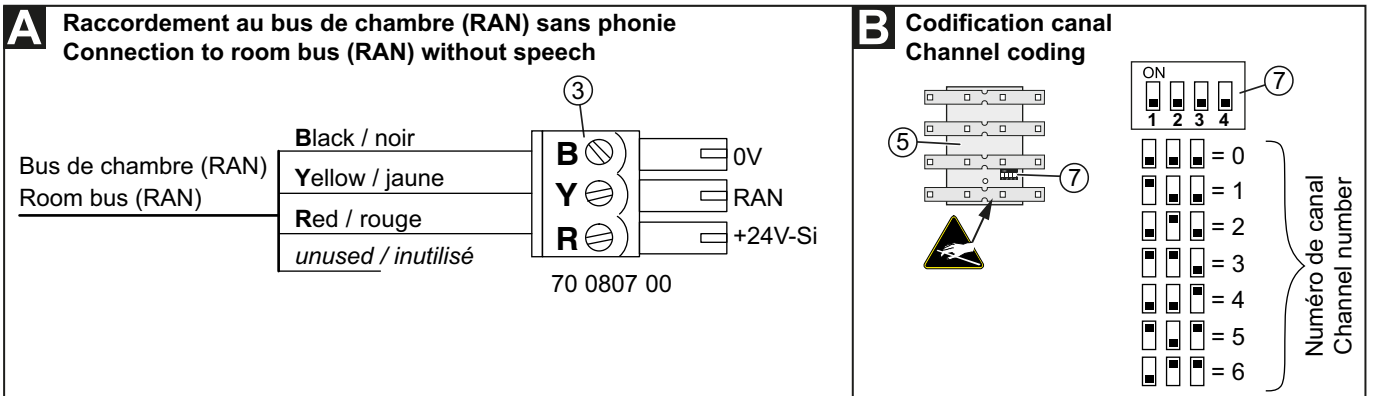 A Raccordement au bus de chambre (RAN) sans phonie
Connection to room bus (RAN) without speech
3
Bus de chambre (RAN)
Room bus (RAN)
Black / noir
Yellow / jaune
Red / rouge
unused / inutilisé
B
Y
R
0V
RAN
+24V-Si
70 0807 00
B Codification canal
Channel coding
5
7
ON
1 2 3 4
7
= 0
= 1
= 2
= 3
= 4
= 5
= 6
Numéro de canal
Channel number